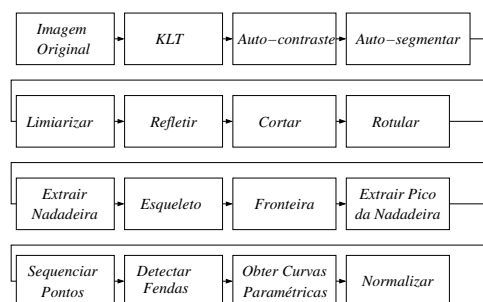 Imagem
Original
KLT
Auto−contraste
Auto−segmentar
Limiarizar
Refletir
Cortar
Rotular
Extrair
Nadadeira
Esqueleto
Fronteira
Extrair Pico
da Nadadeira
Sequenciar
Pontos
Detectar
Fendas
Obter Curvas
Paramétricas
Normalizar